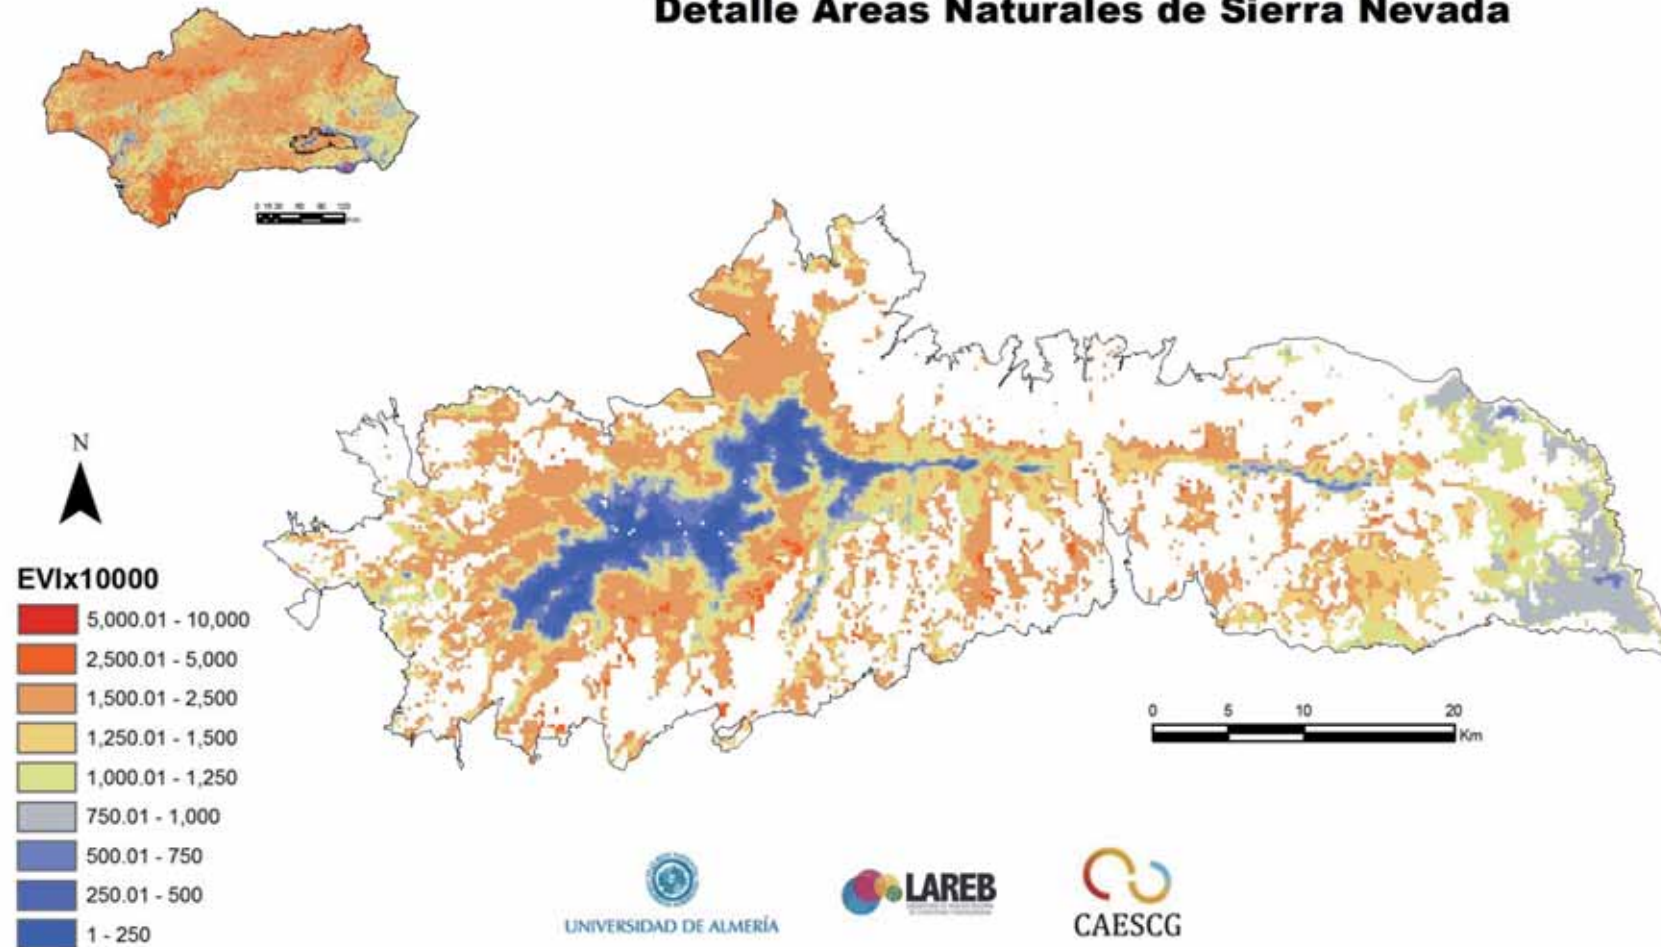 Detalle Áreas Naturales de Sierra Nevada
N
EVIx10000
5,000.01 - 10,000
2,500.01 - 5,000
1,500.01 - 2,500
1,250.01 - 1,500
1,000.01 - 1,250
750.01 - 1,000
500.01 - 750
250.01 - 500
1 - 250
0 5 10 20
Km
UNIVERSIDAD DE ALMERÍA
LAREB
CAESCG